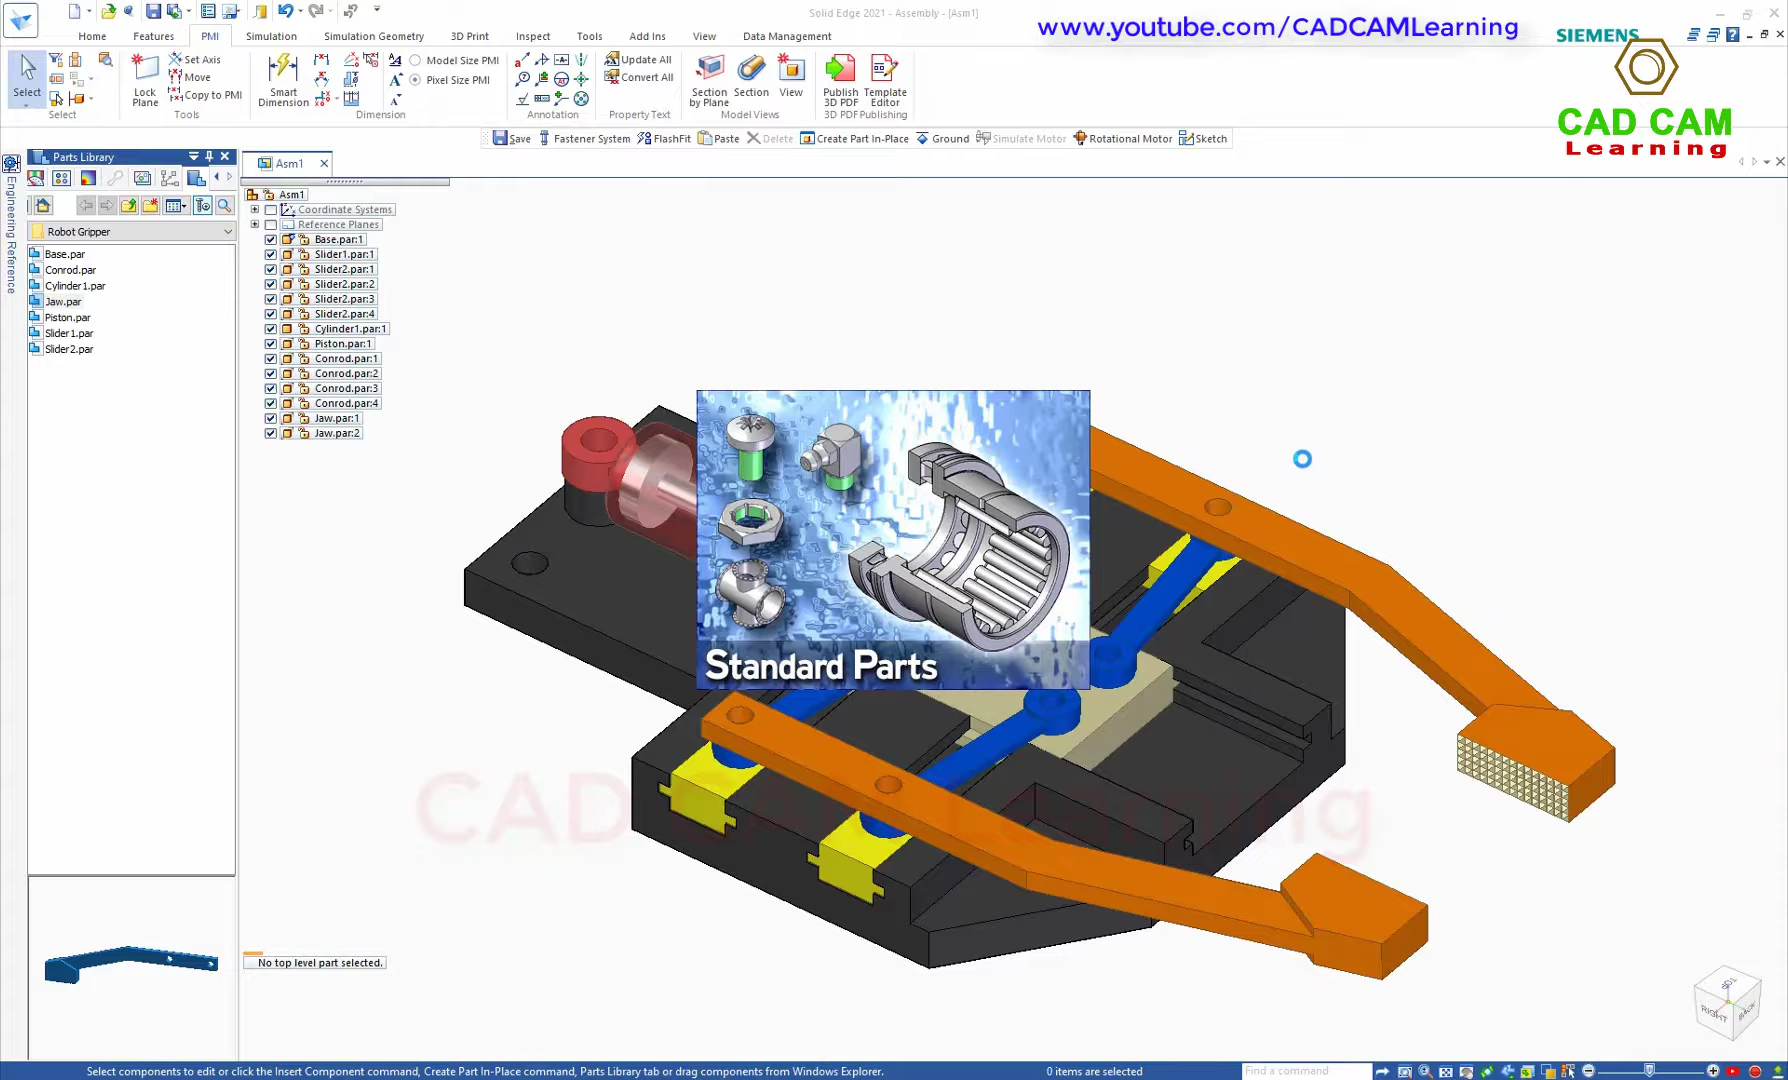 Solid Edge 2021 - Assembly - [Asm1]
www.youtube.com/CADCAMLearning
SIEMENS
Home Features PMI Simulation Simulation Geometry 3D Print Inspect Tools Add Ins View Data Management
Select
Select
Lock Plane
Set Axis
Move
Copy to PMI
Tools
Smart Dimension
Model Size PMI
Pixel Size PMI
Dimension
Annotation
Update All
Convert All
Property Text
Section by Plane
Section
View
Model Views
Publish 3D PDF
Template Editor
3D PDF Publishing
CAD CAM
Learning
Save Fastener System FlashFit Paste Delete Create Part In-Place Ground Simulate Motor Rotational Motor Sketch
Parts Library
Asm1
Engineering Reference
Robot Gripper
Base.par
Conrod.par
Cylinder1.par
Jaw.par
Piston.par
Slider1.par
Slider2.par
Asm1
Coordinate Systems
Reference Planes
Base.par:1
Slider1.par:1
Slider2.par:1
Slider2.par:2
Slider2.par:3
Slider2.par:4
Cylinder1.par:1
Piston.par:1
Conrod.par:1
Conrod.par:2
Conrod.par:3
Conrod.par:4
Jaw.par:1
Jaw.par:2
Standard Parts
CAD CAM Learning
No top level part selected.
TOP
RIGHT
BACK
Select components to edit or click the Insert Component command, Create Part In-Place command, Parts Library tab or drag components from Windows Explorer.
0 items are selected
Find a command